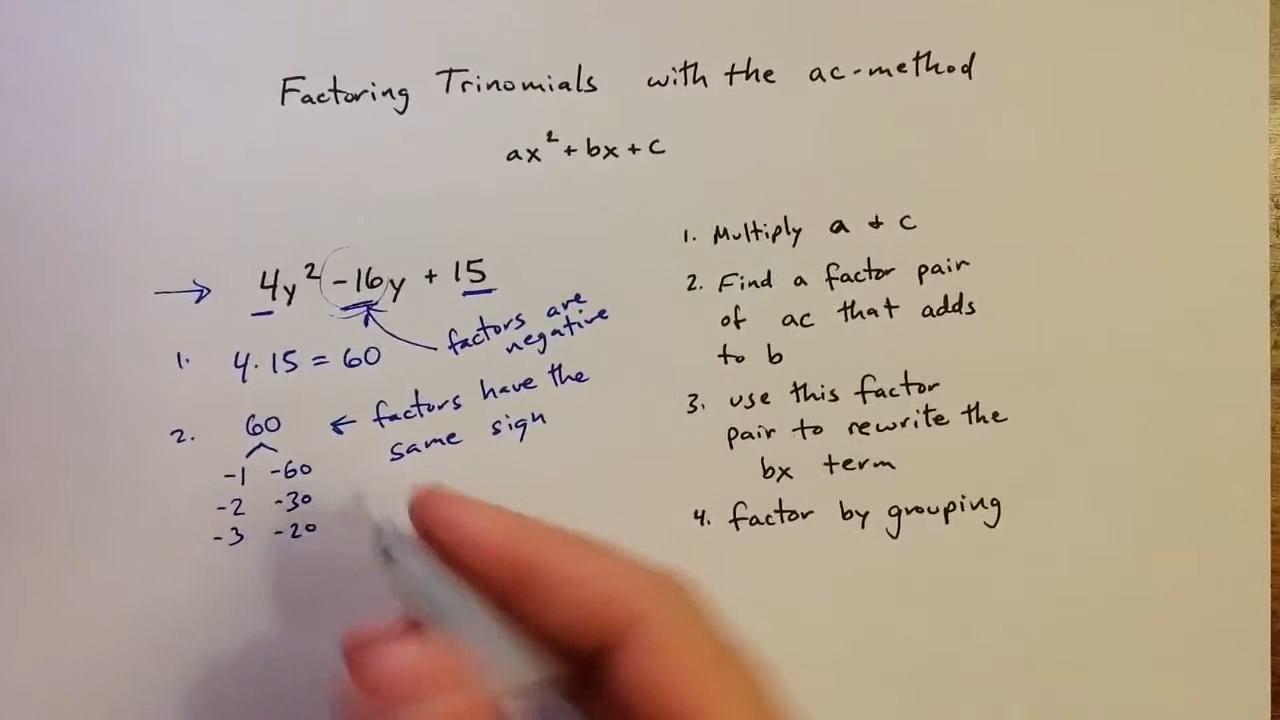 Factoring Trinomials with the ac-method
ax² + bx + c
4y² -16y + 15
factors are
negative
1. 4·15 = 60
2. 60
← factors have the
same sign
-1 -60
-2 -30
-3 -20
1. Multiply a & c
2. Find a factor pair
of ac that adds
to b
3. use this factor
pair to rewrite the
bx term
4. factor by grouping